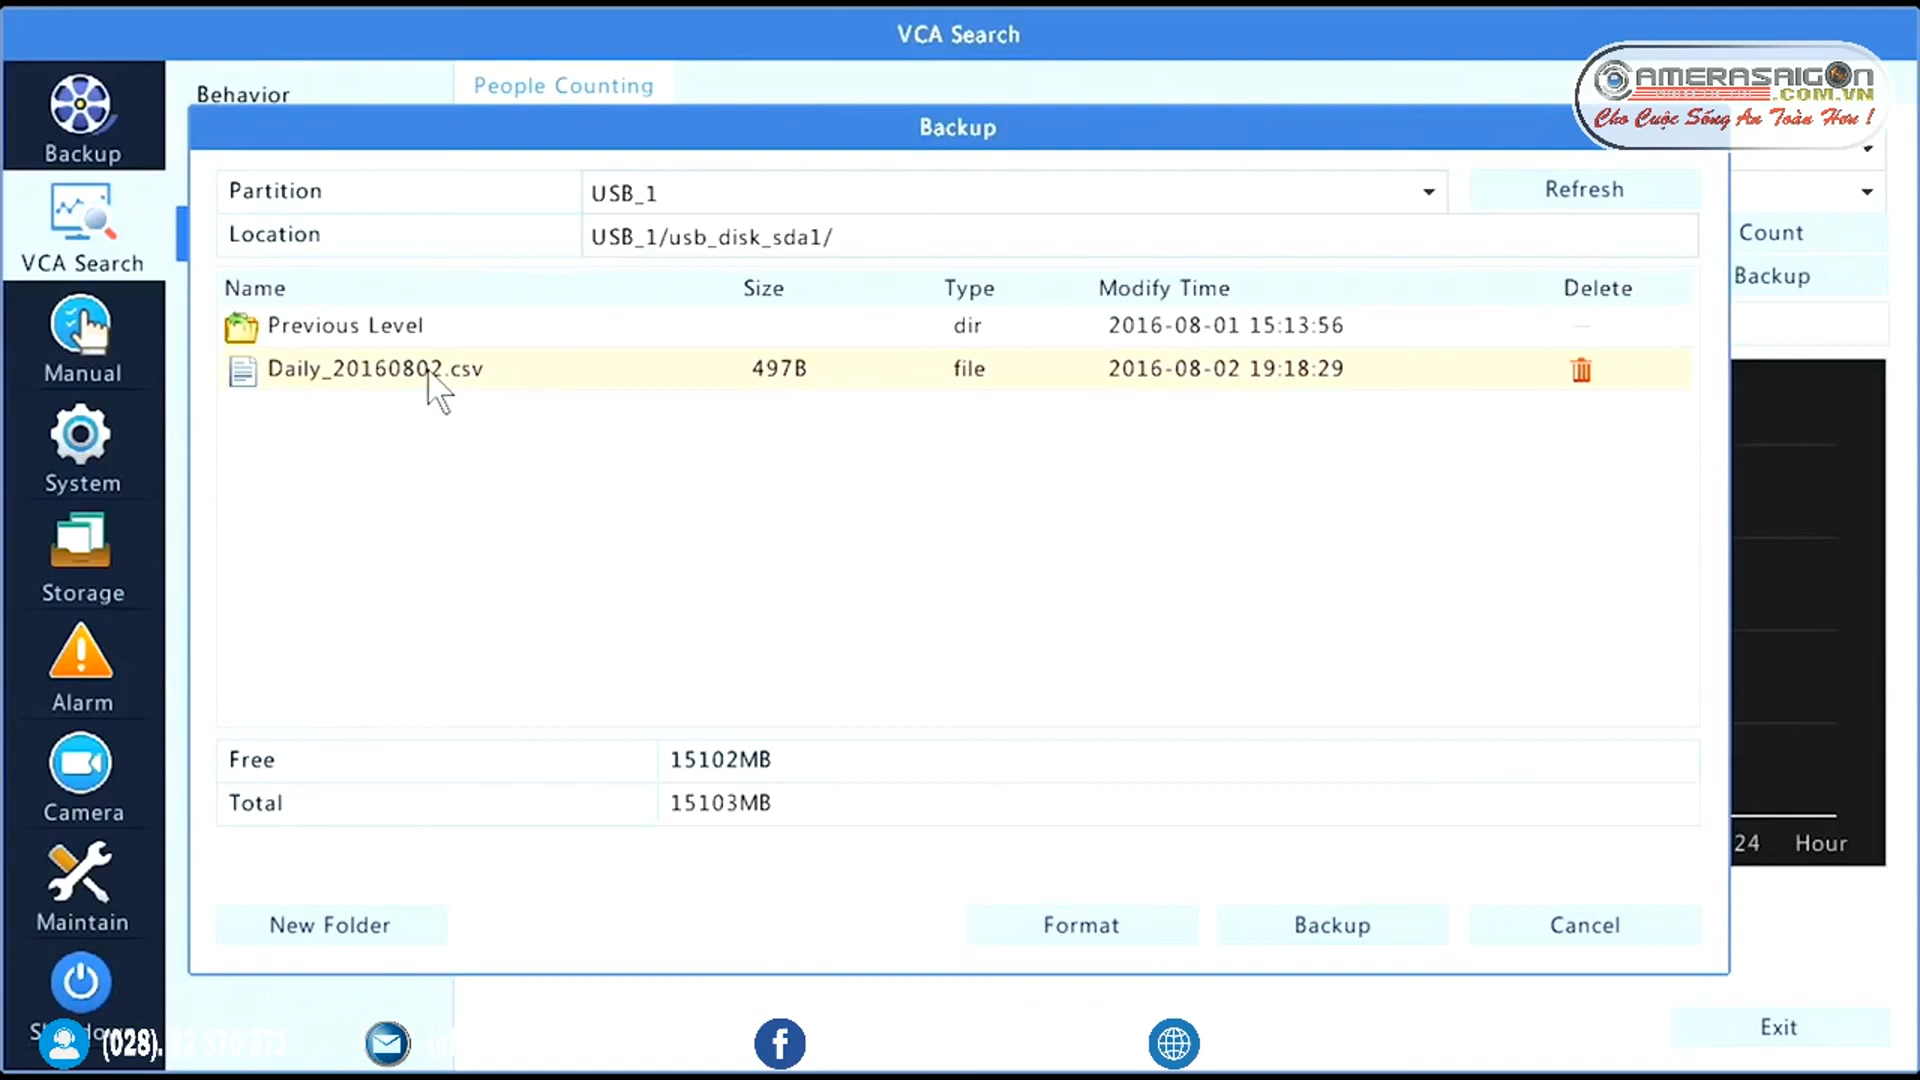 VCA Search
CAMERASAIGON
.COM.VN
Cho Cuộc Sống An Toàn Hơn !
Backup
VCA Search
Manual
System
Storage
Alarm
Camera
Maintain
Behavior
People Counting
Backup
Partition
USB_1
Refresh
Location
USB_1/usb_disk_sda1/
Name Size Type Modify Time Delete
Previous Level dir 2016-08-01 15:13:56
Daily_20160802.csv 497B file 2016-08-02 19:18:29
Free 15102MB
Total 15103MB
New Folder Format Backup Cancel
Count
Backup
24 Hour
Exit
(028).